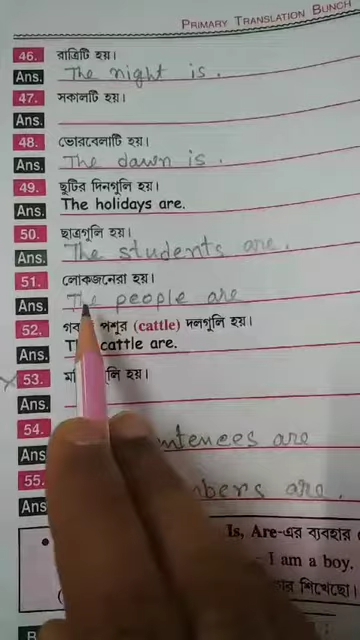 PRIMARY TRANSLATION BUNCH
46. রাত্রিটি হয়।
Ans. The night is.
47. সকালটি হয়।
Ans.
48. ভোরবেলাটি হয়।
Ans. The dawn is.
49. ছুটির দিনগুলি হয়।
Ans. The holidays are.
50. ছাত্রগুলি হয়।
Ans. The students are.
51. লোকজনেরা হয়।
Ans. The people are
52. পশুর (cattle) দলগুলি হয়।
Ans. cattle are.
53. হয়।
Ans.
54.
Ans are
55.
Ans are.
Is, Are-এর ব্যবহার
I am a boy.
শিখেছো।